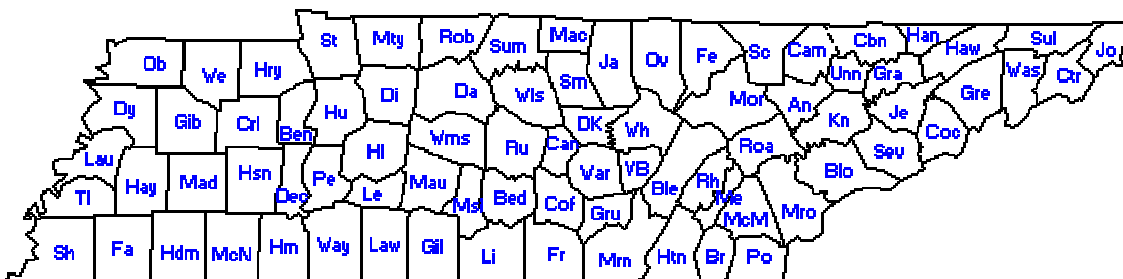 St Mty Rob Sum Mac Ja Ov Fe Sc Cam Cbn Han Haw Sul Jo
Ob We Hry Di Da Wls Sm Mor An Unn Gra Gre Was Ctr
Dy Gib Crl Ben Hu Wms Ru Can DK Wh Roa Kn Je Coc
Lau Hay Mad Hsn Dec Pe Hi Le Mau Msl Bed Cof War VB Ble Rh Me Blo Sev
Tl Gru McM Mro
Sh Fa Hdm McN Hrn Way Law Gil Li Fr Mrn Htn Br Po